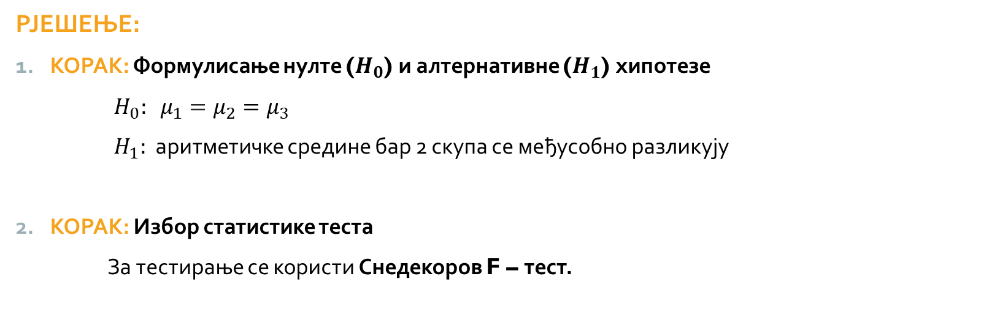 РЈЕШЕЊЕ:
1. КОРАК: Формулисање нулте (H₀) и алтернативне (H₁) хипотезе
H₀: μ₁ = μ₂ = μ₃
H₁: аритметичке средине бар 2 скупа се међусобно разликују
2. КОРАК: Избор статистике теста
За тестирање се користи Снедекоров F – тест.